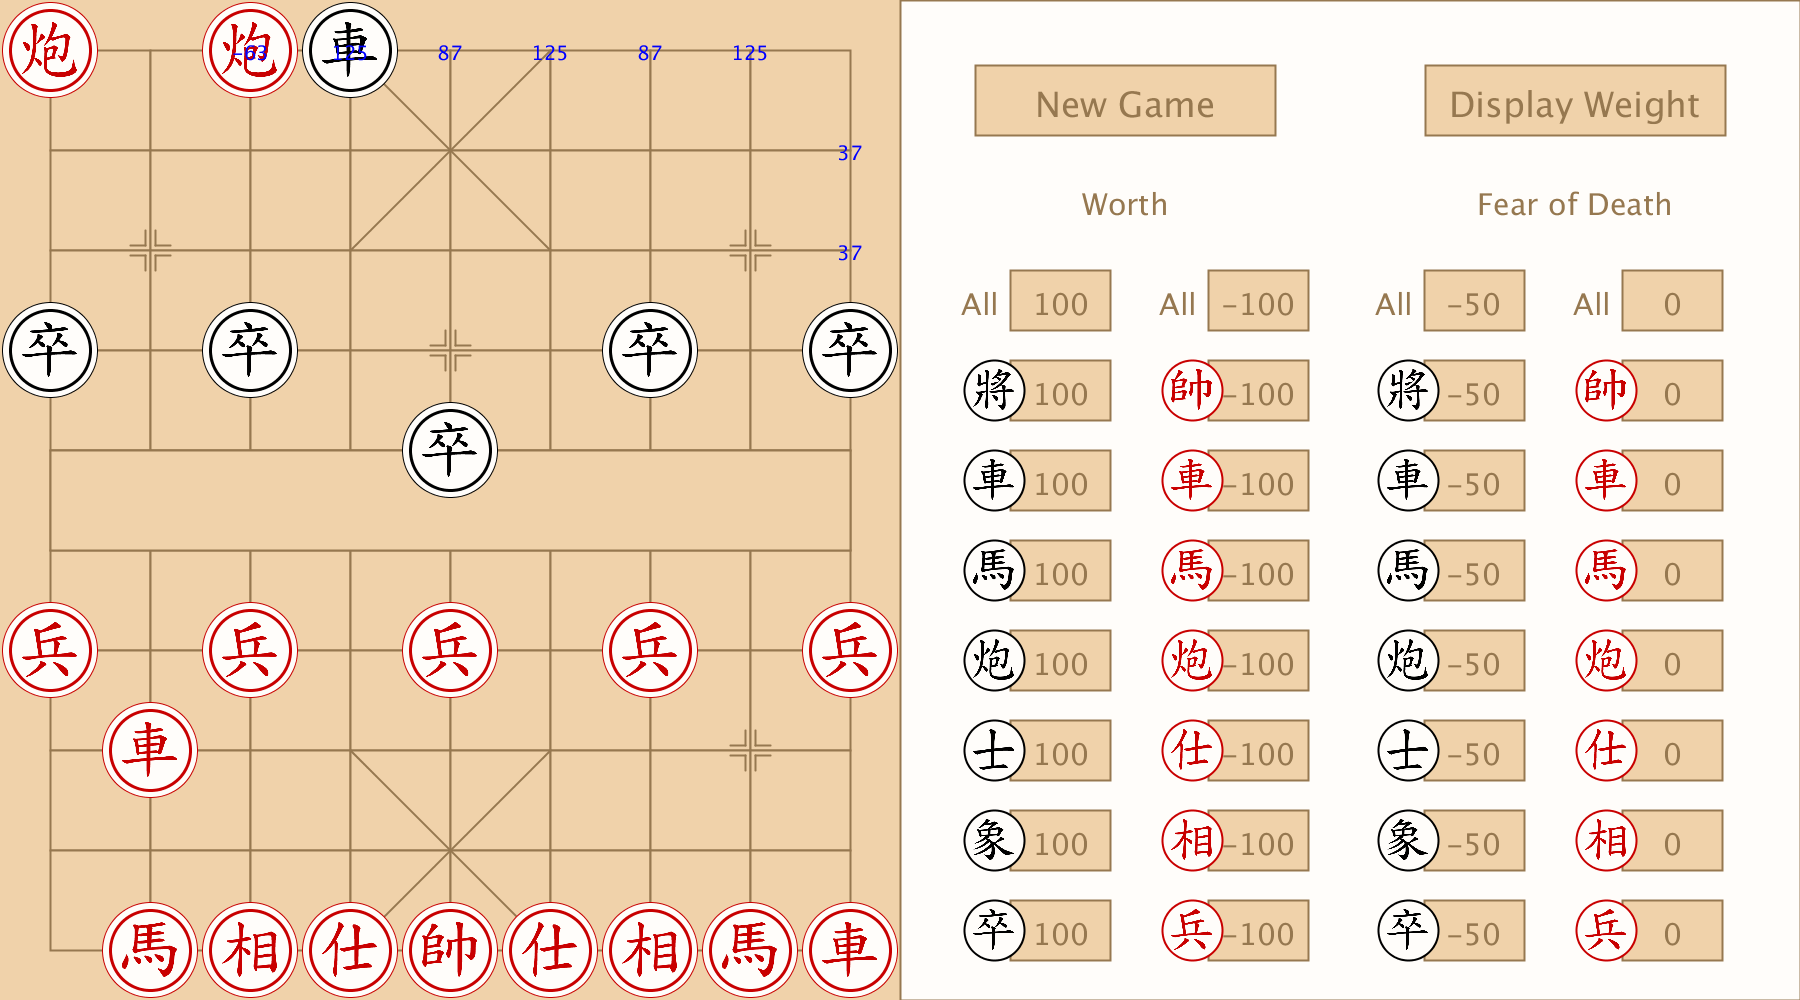 炮 炮 -63 車 125 87 125 87 125
37
37
卒 卒 卒 卒
卒
兵 兵 兵 兵 兵
車
馬 相 仕 帥 仕 相 馬 車
New Game Display Weight
Worth Fear of Death
All 100 All -100 All -50 All 0
將 100 帥 -100 將 -50 帥 0
車 100 車 -100 車 -50 車 0
馬 100 馬 -100 馬 -50 馬 0
炮 100 炮 -100 炮 -50 炮 0
士 100 仕 -100 士 -50 仕 0
象 100 相 -100 象 -50 相 0
卒 100 兵 -100 卒 -50 兵 0